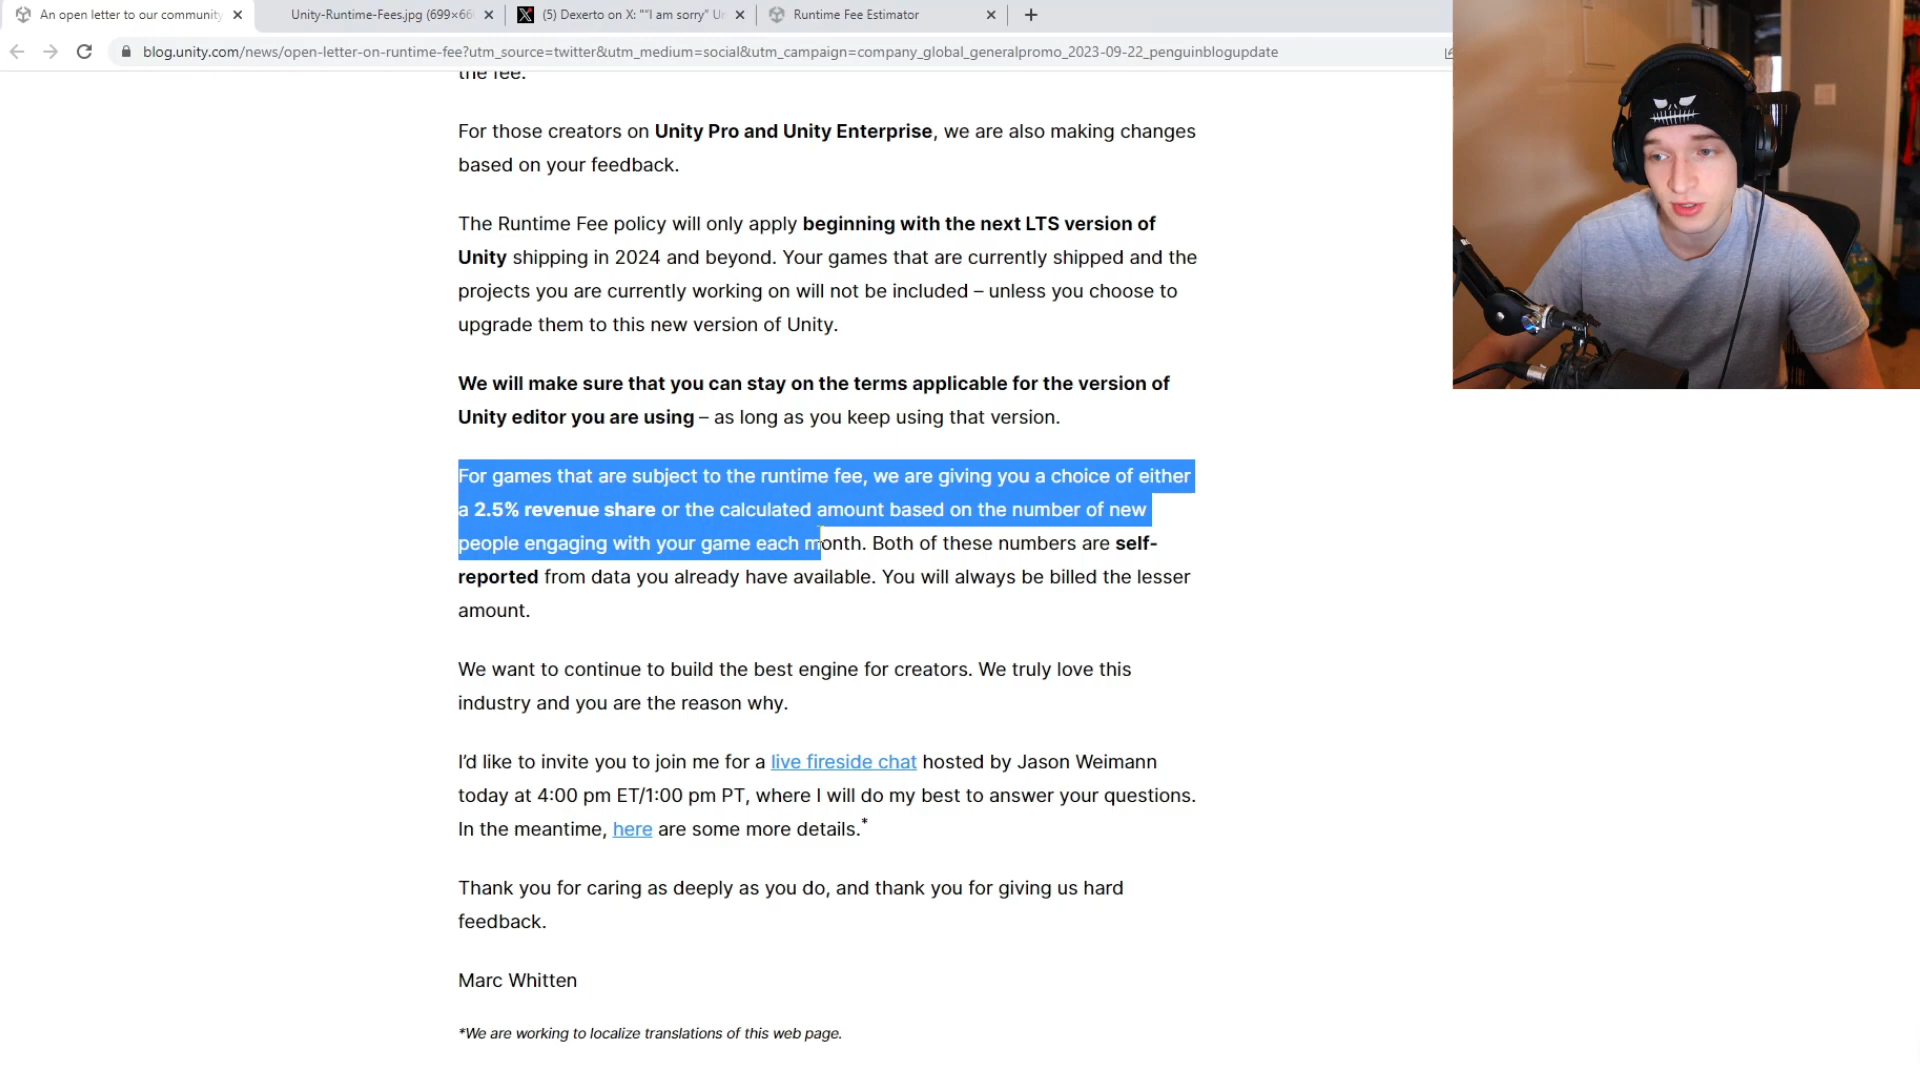 An open letter to our community
Unity-Runtime-Fees.jpg (699×66
(5) Dexerto on X: ""I am sorry" U
Runtime Fee Estimator
blog.unity.com/news/open-letter-on-runtime-fee?utm_source=twitter&utm_medium=social&utm_campaign=company_global_generalpromo_2023-09-22_penguinblogupdate
the fee.
For those creators on Unity Pro and Unity Enterprise, we are also making changes
based on your feedback.
The Runtime Fee policy will only apply beginning with the next LTS version of
Unity shipping in 2024 and beyond. Your games that are currently shipped and the
projects you are currently working on will not be included – unless you choose to
upgrade them to this new version of Unity.
We will make sure that you can stay on the terms applicable for the version of
Unity editor you are using – as long as you keep using that version.
For games that are subject to the runtime fee, we are giving you a choice of either
a 2.5% revenue share or the calculated amount based on the number of new
people engaging with your game each month. Both of these numbers are self-
reported from data you already have available. You will always be billed the lesser
amount.
We want to continue to build the best engine for creators. We truly love this
industry and you are the reason why.
I’d like to invite you to join me for a live fireside chat hosted by Jason Weimann
today at 4:00 pm ET/1:00 pm PT, where I will do my best to answer your questions.
In the meantime, here are some more details.*
Thank you for caring as deeply as you do, and thank you for giving us hard
feedback.
Marc Whitten
*We are working to localize translations of this web page.